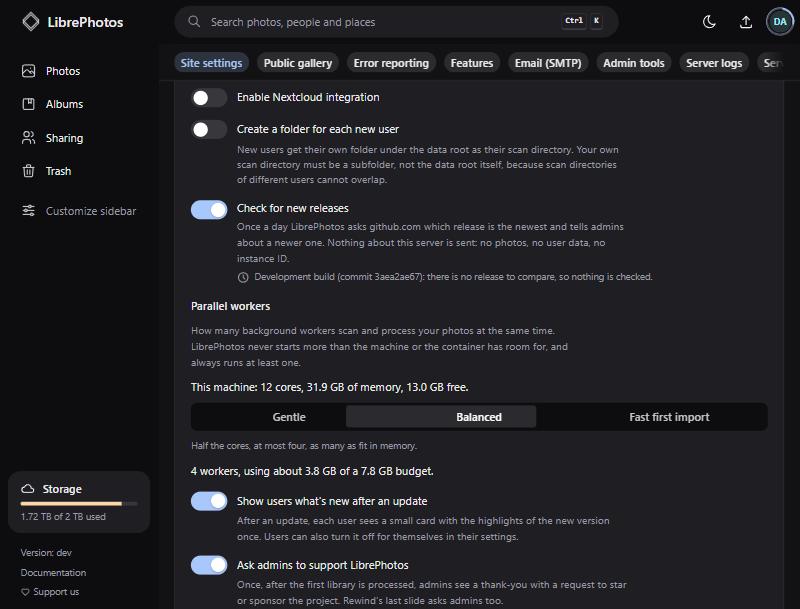 LibrePhotos
Search photos, people and places
Ctrl K
DA
Photos
Albums
Sharing
Trash
Customize sidebar
Site settings
Public gallery
Error reporting
Features
Email (SMTP)
Admin tools
Server logs
Ser
Enable Nextcloud integration
Create a folder for each new user
New users get their own folder under the data root as their scan directory. Your own
scan directory must be a subfolder, not the data root itself, because scan directories
of different users cannot overlap.
Check for new releases
Once a day LibrePhotos asks github.com which release is the newest and tells admins
about a newer one. Nothing about this server is sent: no photos, no user data, no
instance ID.
Development build (commit 3aea2ae67): there is no release to compare, so nothing is checked.
Parallel workers
How many background workers scan and process your photos at the same time.
LibrePhotos never starts more than the machine or the container has room for, and
always runs at least one.
This machine: 12 cores, 31.9 GB of memory, 13.0 GB free.
Gentle
Balanced
Fast first import
Half the cores, at most four, as many as fit in memory.
4 workers, using about 3.8 GB of a 7.8 GB budget.
Show users what's new after an update
After an update, each user sees a small card with the highlights of the new version
once. Users can also turn it off for themselves in their settings.
Ask admins to support LibrePhotos
Once, after the first library is processed, admins see a thank-you with a request to star
or sponsor the project. Rewind's last slide asks admins too.
Storage
1.72 TB of 2 TB used
Version: dev
Documentation
Support us